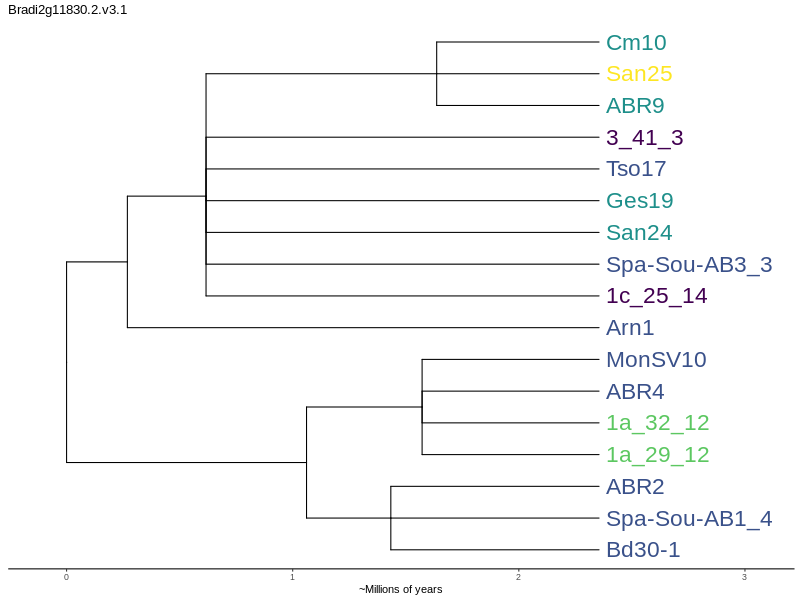 Bradi2g11830.2.v3.1
Cm10
San25
ABR9
3_41_3
Tso17
Ges19
San24
Spa-Sou-AB3_3
1c_25_14
Arn1
MonSV10
ABR4
1a_32_12
1a_29_12
ABR2
Spa-Sou-AB1_4
Bd30-1
0 1 2 3
~Millions of years